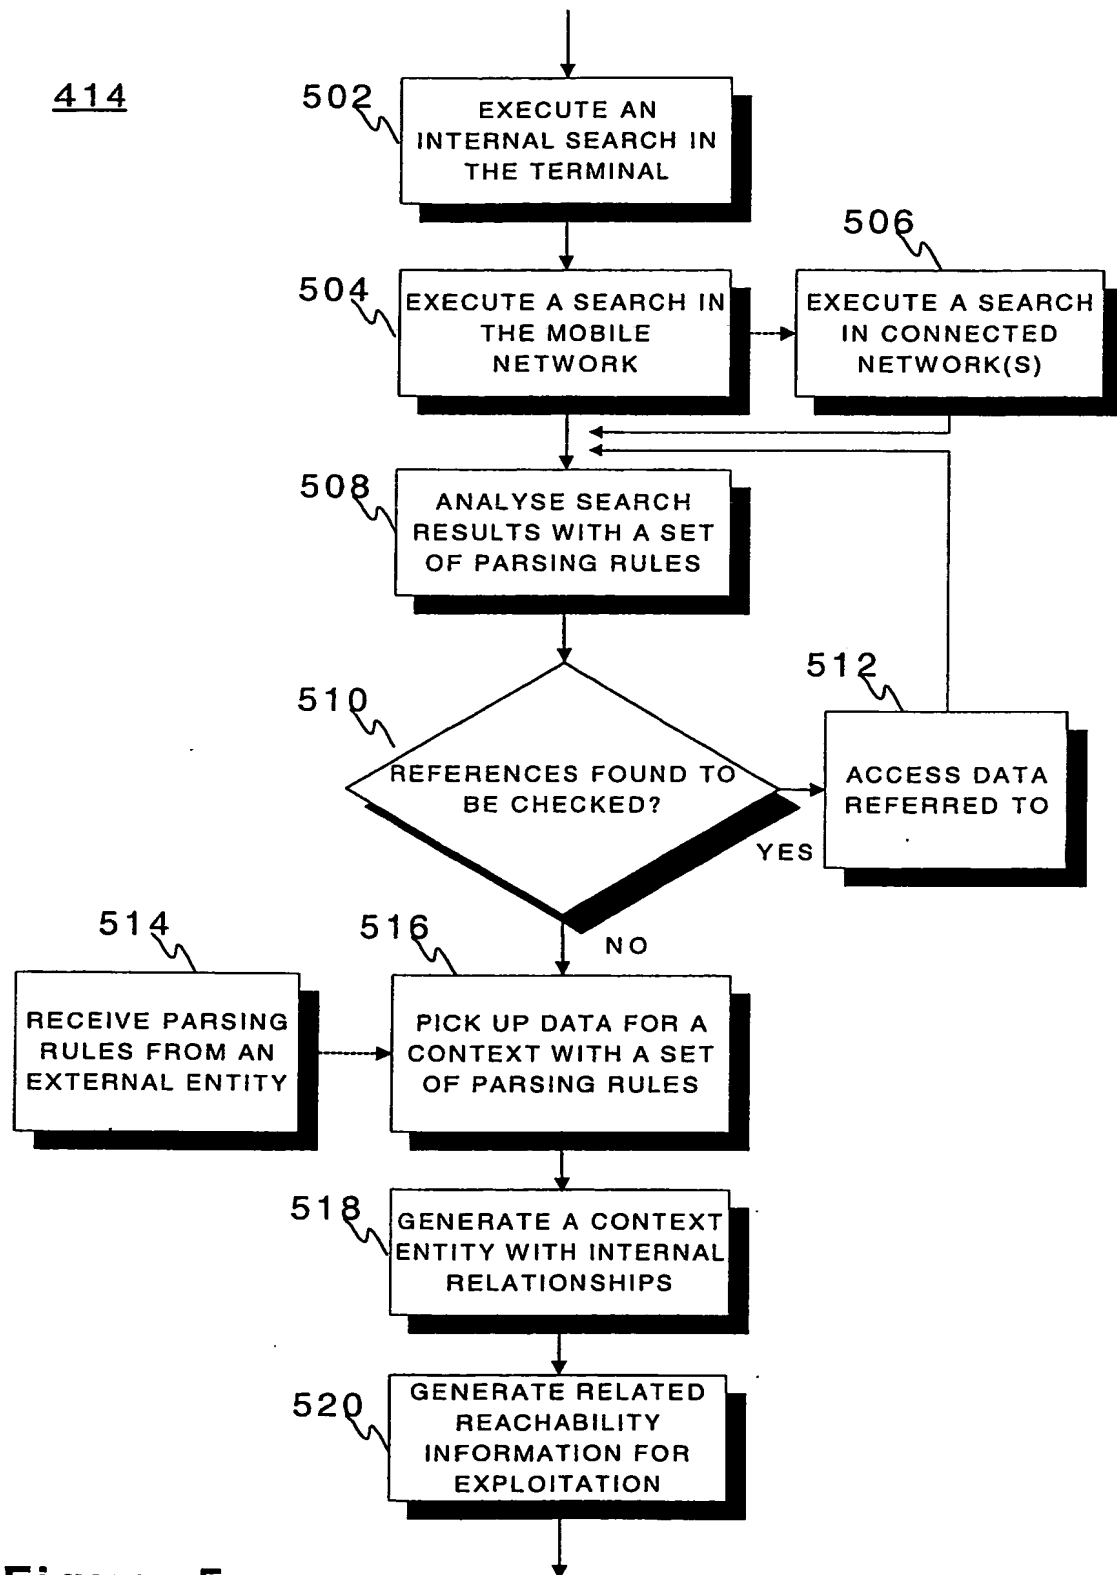 414
502
EXECUTE AN
INTERNAL SEARCH IN
THE TERMINAL
504
EXECUTE A SEARCH IN
THE MOBILE
NETWORK
506
EXECUTE A SEARCH
IN CONNECTED
NETWORK(S)
508
ANALYSE SEARCH
RESULTS WITH A SET
OF PARSING RULES
510
REFERENCES FOUND TO
BE CHECKED?
YES
512
ACCESS DATA
REFERRED TO
NO
514
RECEIVE PARSING
RULES FROM AN
EXTERNAL ENTITY
516
PICK UP DATA FOR A
CONTEXT WITH A SET
OF PARSING RULES
518
GENERATE A CONTEXT
ENTITY WITH INTERNAL
RELATIONSHIPS
520
GENERATE RELATED
REACHABILITY
INFORMATION FOR
EXPLOITATION
Figure 5